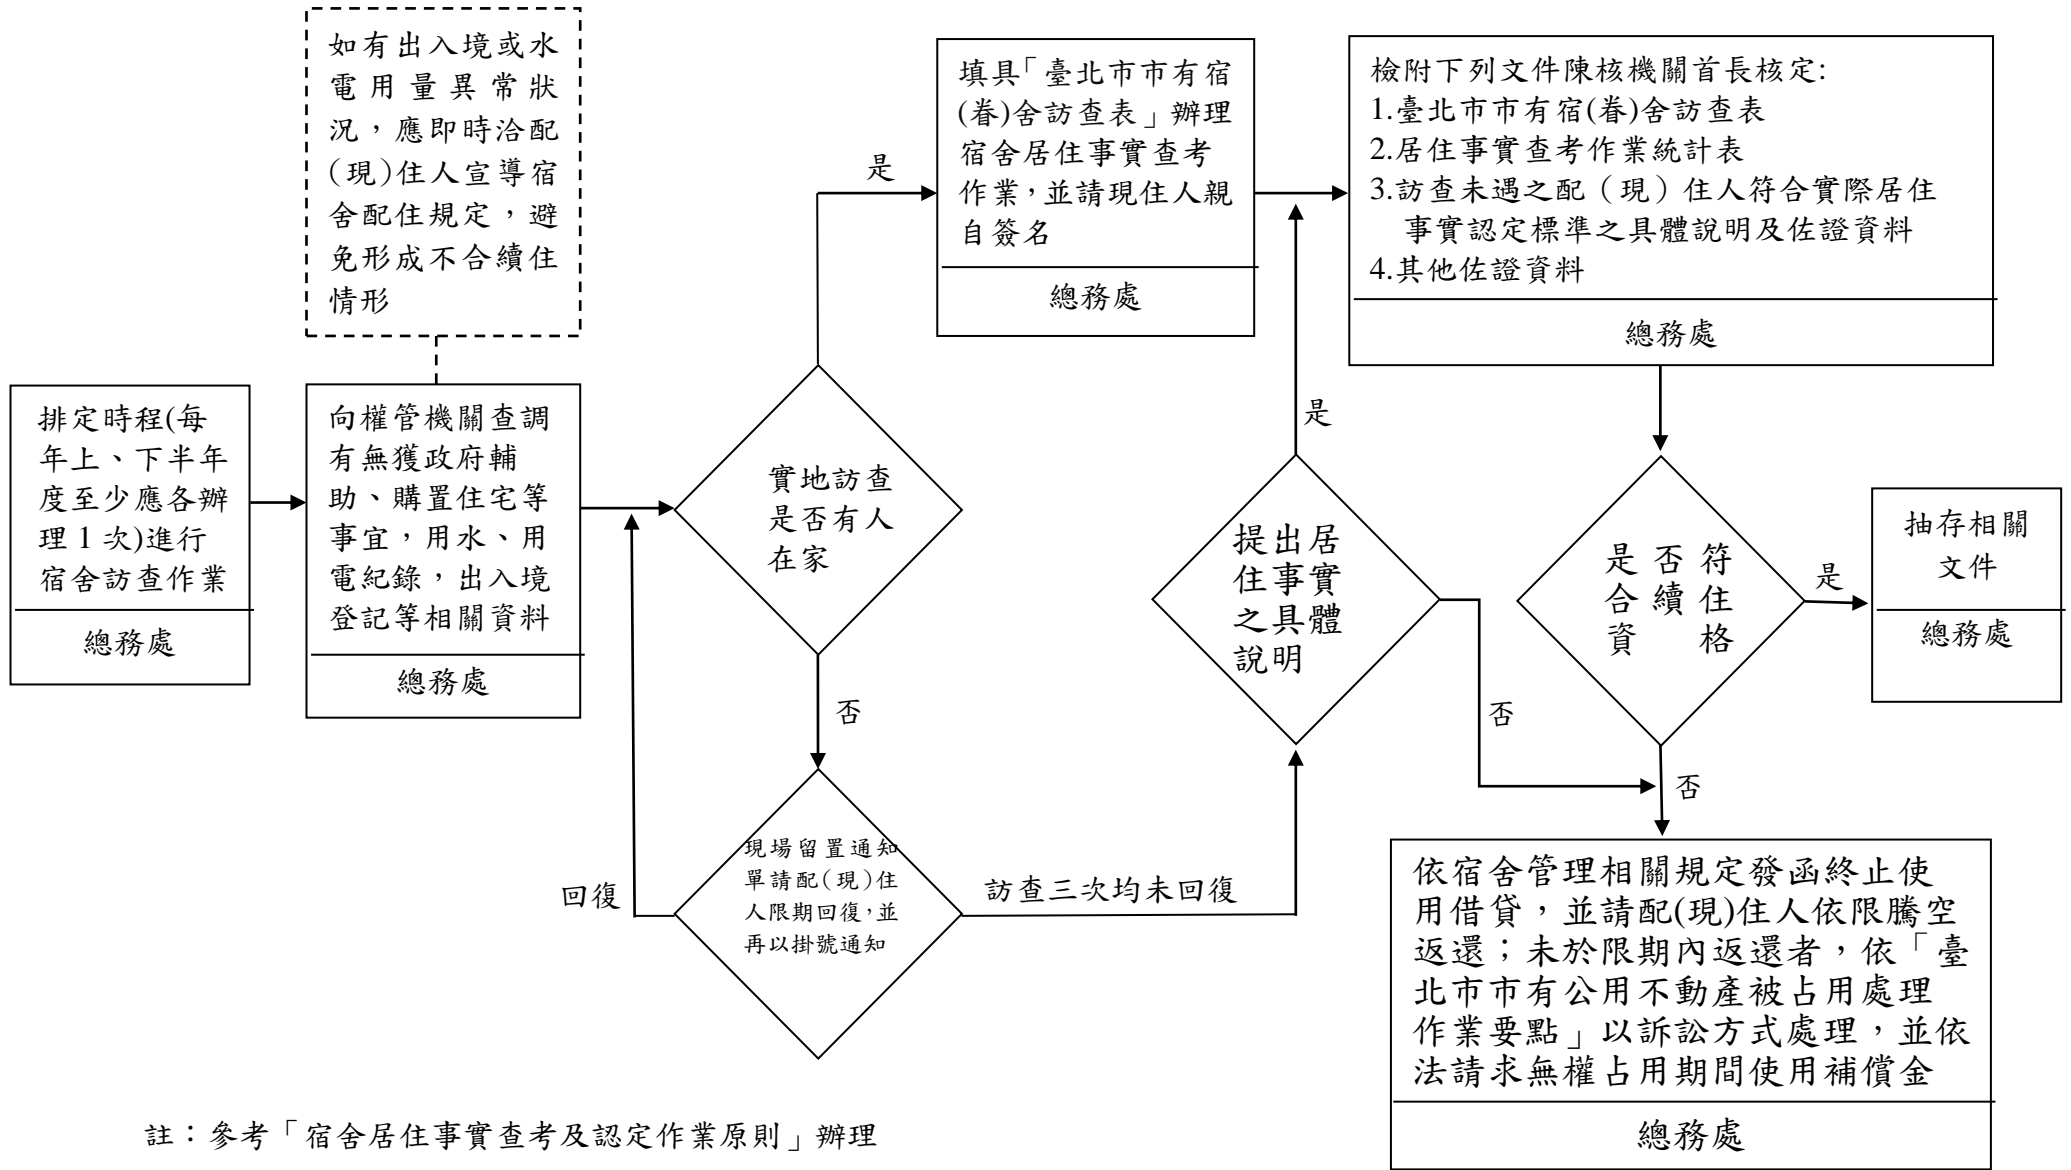 如有出入境或水
電用量異常狀
況，應即時洽配
(現)住人宣導宿
舍配住規定，避
免形成不合續住
情形
排定時程(每
年上、下半年
度至少應各辦
理 1 次)進行
宿舍訪查作業
總務處
向權管機關查調
有無獲政府輔
助、購置住宅等
事宜，用水、用
電紀錄，出入境
登記等相關資料
總務處
實地訪查
是否有人
在家
是
否
填具「臺北市市有宿
(眷)舍訪查表」辦理
宿舍居住事實查考
作業，並請現住人親
自簽名
總務處
現場留置通知
單請配(現)住
人限期回復，並
再以掛號通知
回復
訪查三次均未回復
提出居
住事實
之具體
說明
是
否
檢附下列文件陳核機關首長核定:
1.臺北市市有宿(眷)舍訪查表
2.居住事實查考作業統計表
3.訪查未遇之配（現）住人符合實際居住
事實認定標準之具體說明及佐證資料
4.其他佐證資料
總務處
是否符
合續住
資格
是
否
抽存相關
文件
總務處
依宿舍管理相關規定發函終止使
用借貸，並請配(現)住人依限騰空
返還；未於限期內返還者，依「臺
北市市有公用不動產被占用處理
作業要點」以訴訟方式處理，並依
法請求無權占用期間使用補償金
總務處
註：參考「宿舍居住事實查考及認定作業原則」辦理